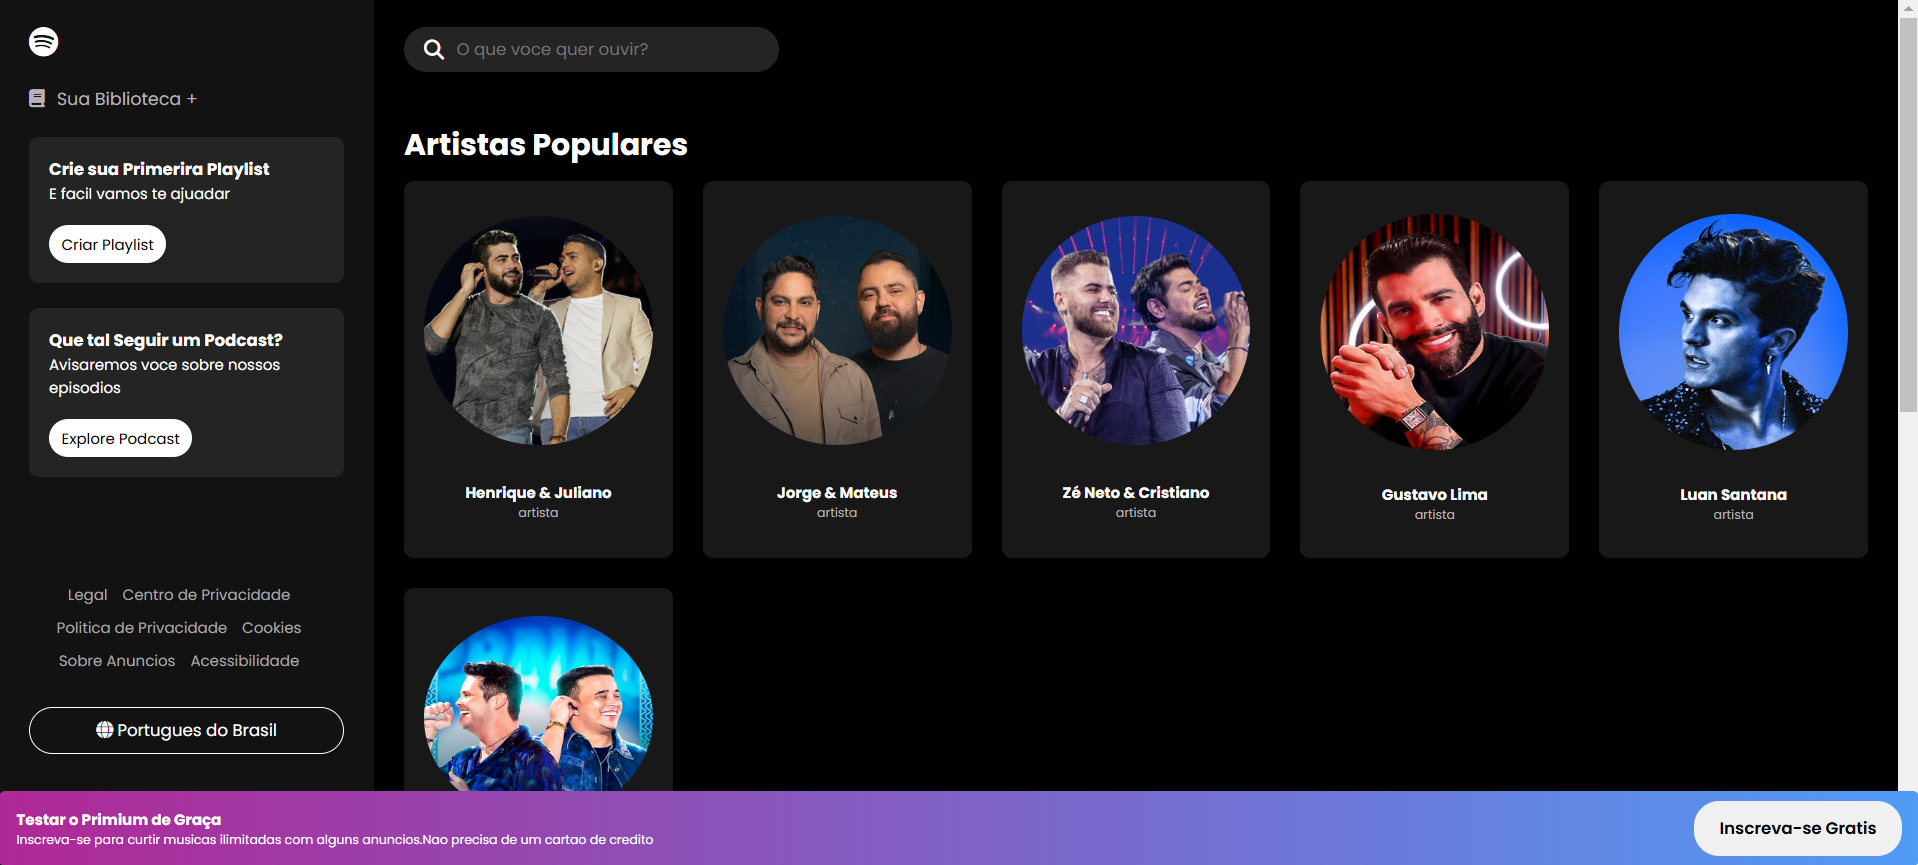 Sua Biblioteca +
Crie sua Primerira Playlist
E facil vamos te ajuadar
Criar Playlist
Que tal Seguir um Podcast?
Avisaremos voce sobre nossos
episodios
Explore Podcast
Legal Centro de Privacidade
Politica de Privacidade Cookies
Sobre Anuncios Acessibilidade
Portugues do Brasil
O que voce quer ouvir?
Artistas Populares
Henrique & Juliano
artista
Jorge & Mateus
artista
Zé Neto & Cristiano
artista
Gustavo Lima
artista
Luan Santana
artista
Testar o Primium de Graça
Inscreva-se para curtir musicas ilimitadas com alguns anuncios.Nao precisa de um cartao de credito
Inscreva-se Gratis